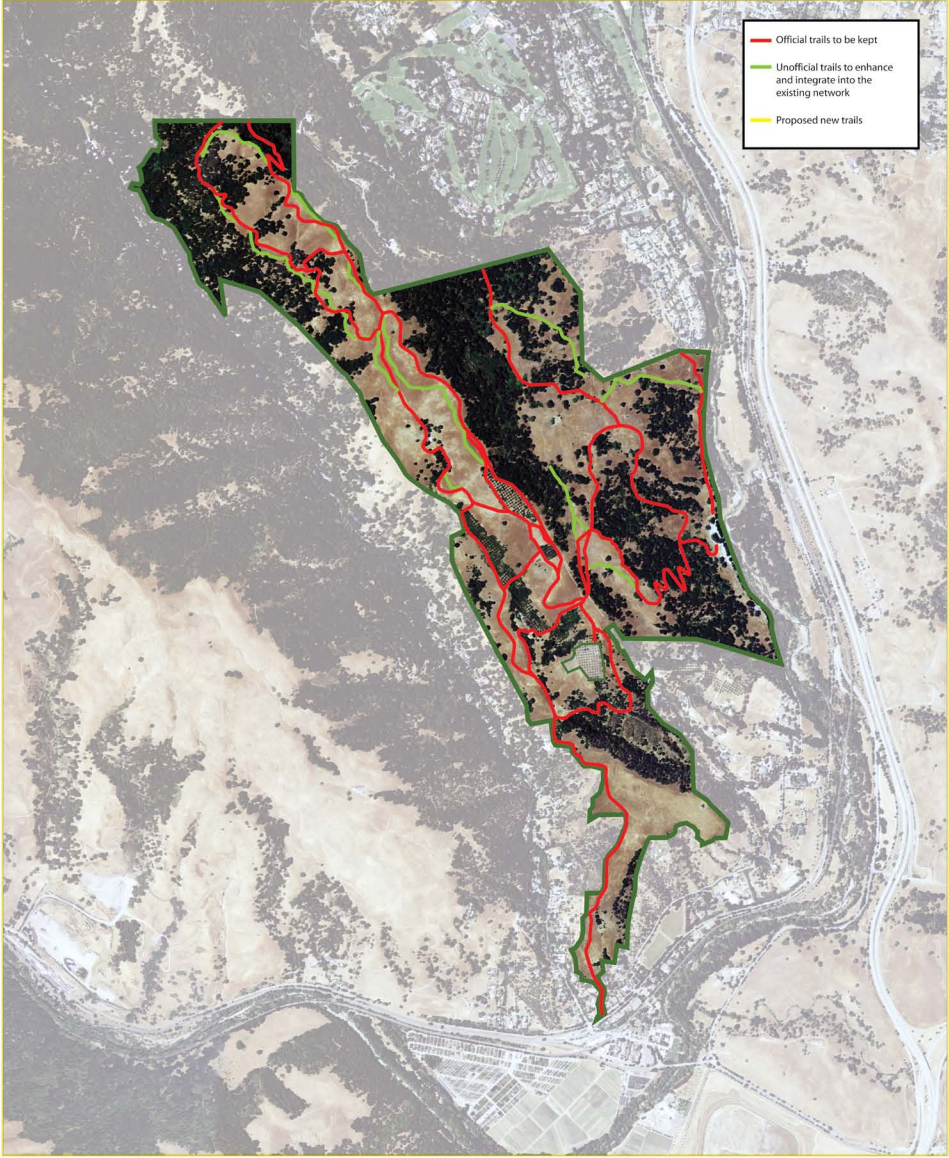 Official trails to be kept
Unofficial trails to enhance
and integrate into the
existing network
Proposed new trails